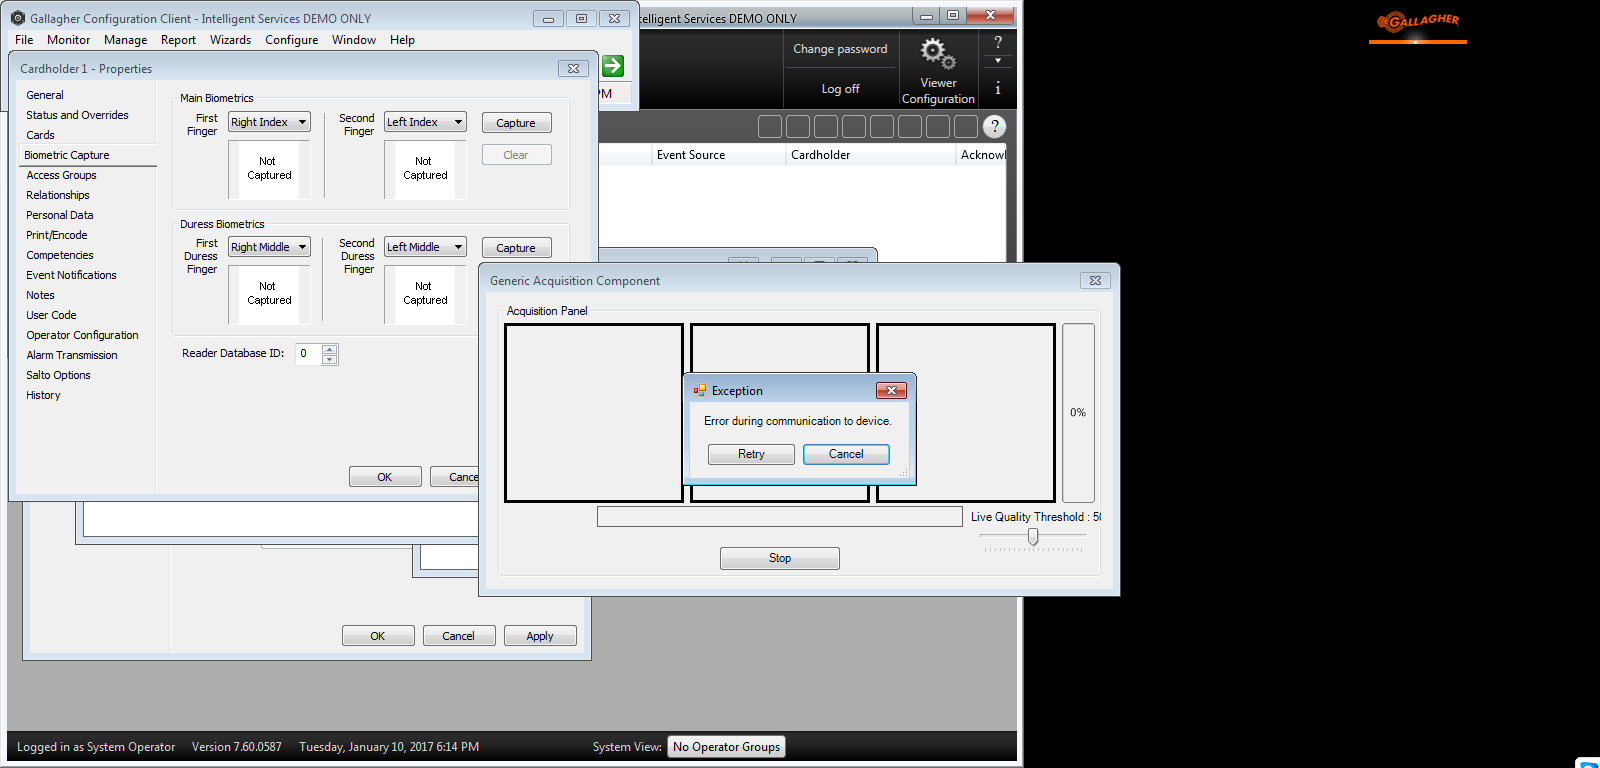 Gallagher Configuration Client - Intelligent Services DEMO ONLY
telligent Services DEMO ONLY
File Monitor Manage Report Wizards Configure Window Help
Change password
Log off
Viewer
Configuration
?
i
PM
GALLAGHER
?
Event Source
Cardholder
Acknowl
Cardholder 1 - Properties
General
Status and Overrides
Cards
Biometric Capture
Access Groups
Relationships
Personal Data
Print/Encode
Competencies
Event Notifications
Notes
User Code
Operator Configuration
Alarm Transmission
Salto Options
History
Main Biometrics
First
Finger
Right Index
Second
Finger
Left Index
Capture
Clear
Not
Captured
Not
Captured
Duress Biometrics
First
Duress
Finger
Right Middle
Second
Duress
Finger
Left Middle
Capture
Not
Captured
Not
Captured
Reader Database ID: 0
OK
Cance
Generic Acquisition Component
Acquisition Panel
0%
Exception
Error during communication to device.
Retry
Cancel
Live Quality Threshold : 50
Stop
OK
Cancel
Apply
Logged in as System Operator
Version 7.60.0587
Tuesday, January 10, 2017 6:14 PM
System View:
No Operator Groups